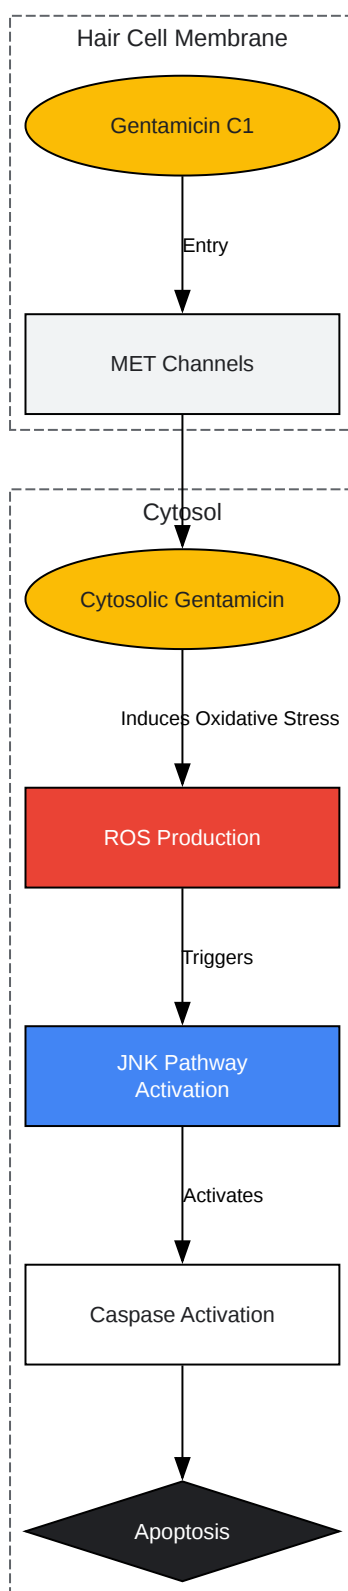 Hair Cell Membrane
Gentamicin C1
Entry
MET Channels
Cytosol
Cytosolic Gentamicin
Induces Oxidative Stress
ROS Production
Triggers
JNK Pathway
Activation
Activates
Caspase Activation
Apoptosis